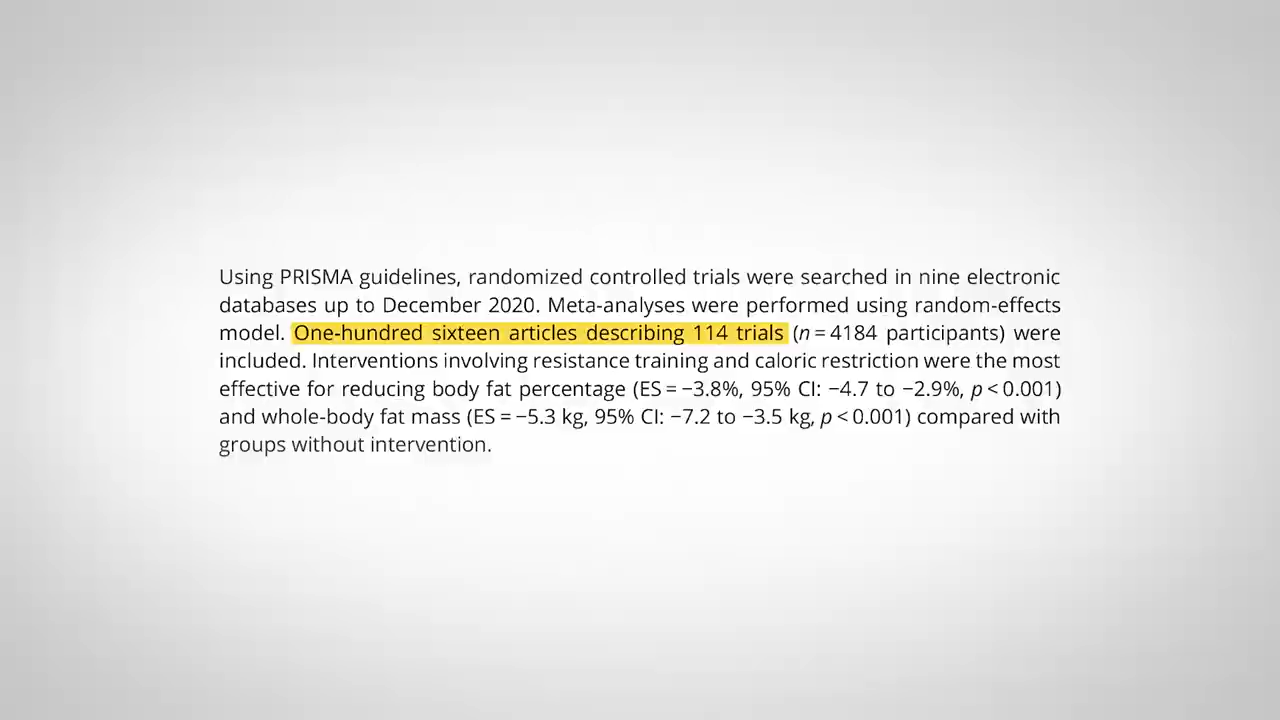 Using PRISMA guidelines, randomized controlled trials were searched in nine electronic
databases up to December 2020. Meta-analyses were performed using random-effects
model. One-hundred sixteen articles describing 114 trials (n = 4184 participants) were
included. Interventions involving resistance training and caloric restriction were the most
effective for reducing body fat percentage (ES = −3.8%, 95% CI: −4.7 to −2.9%, p < 0.001)
and whole-body fat mass (ES = −5.3 kg, 95% CI: −7.2 to −3.5 kg, p < 0.001) compared with
groups without intervention.